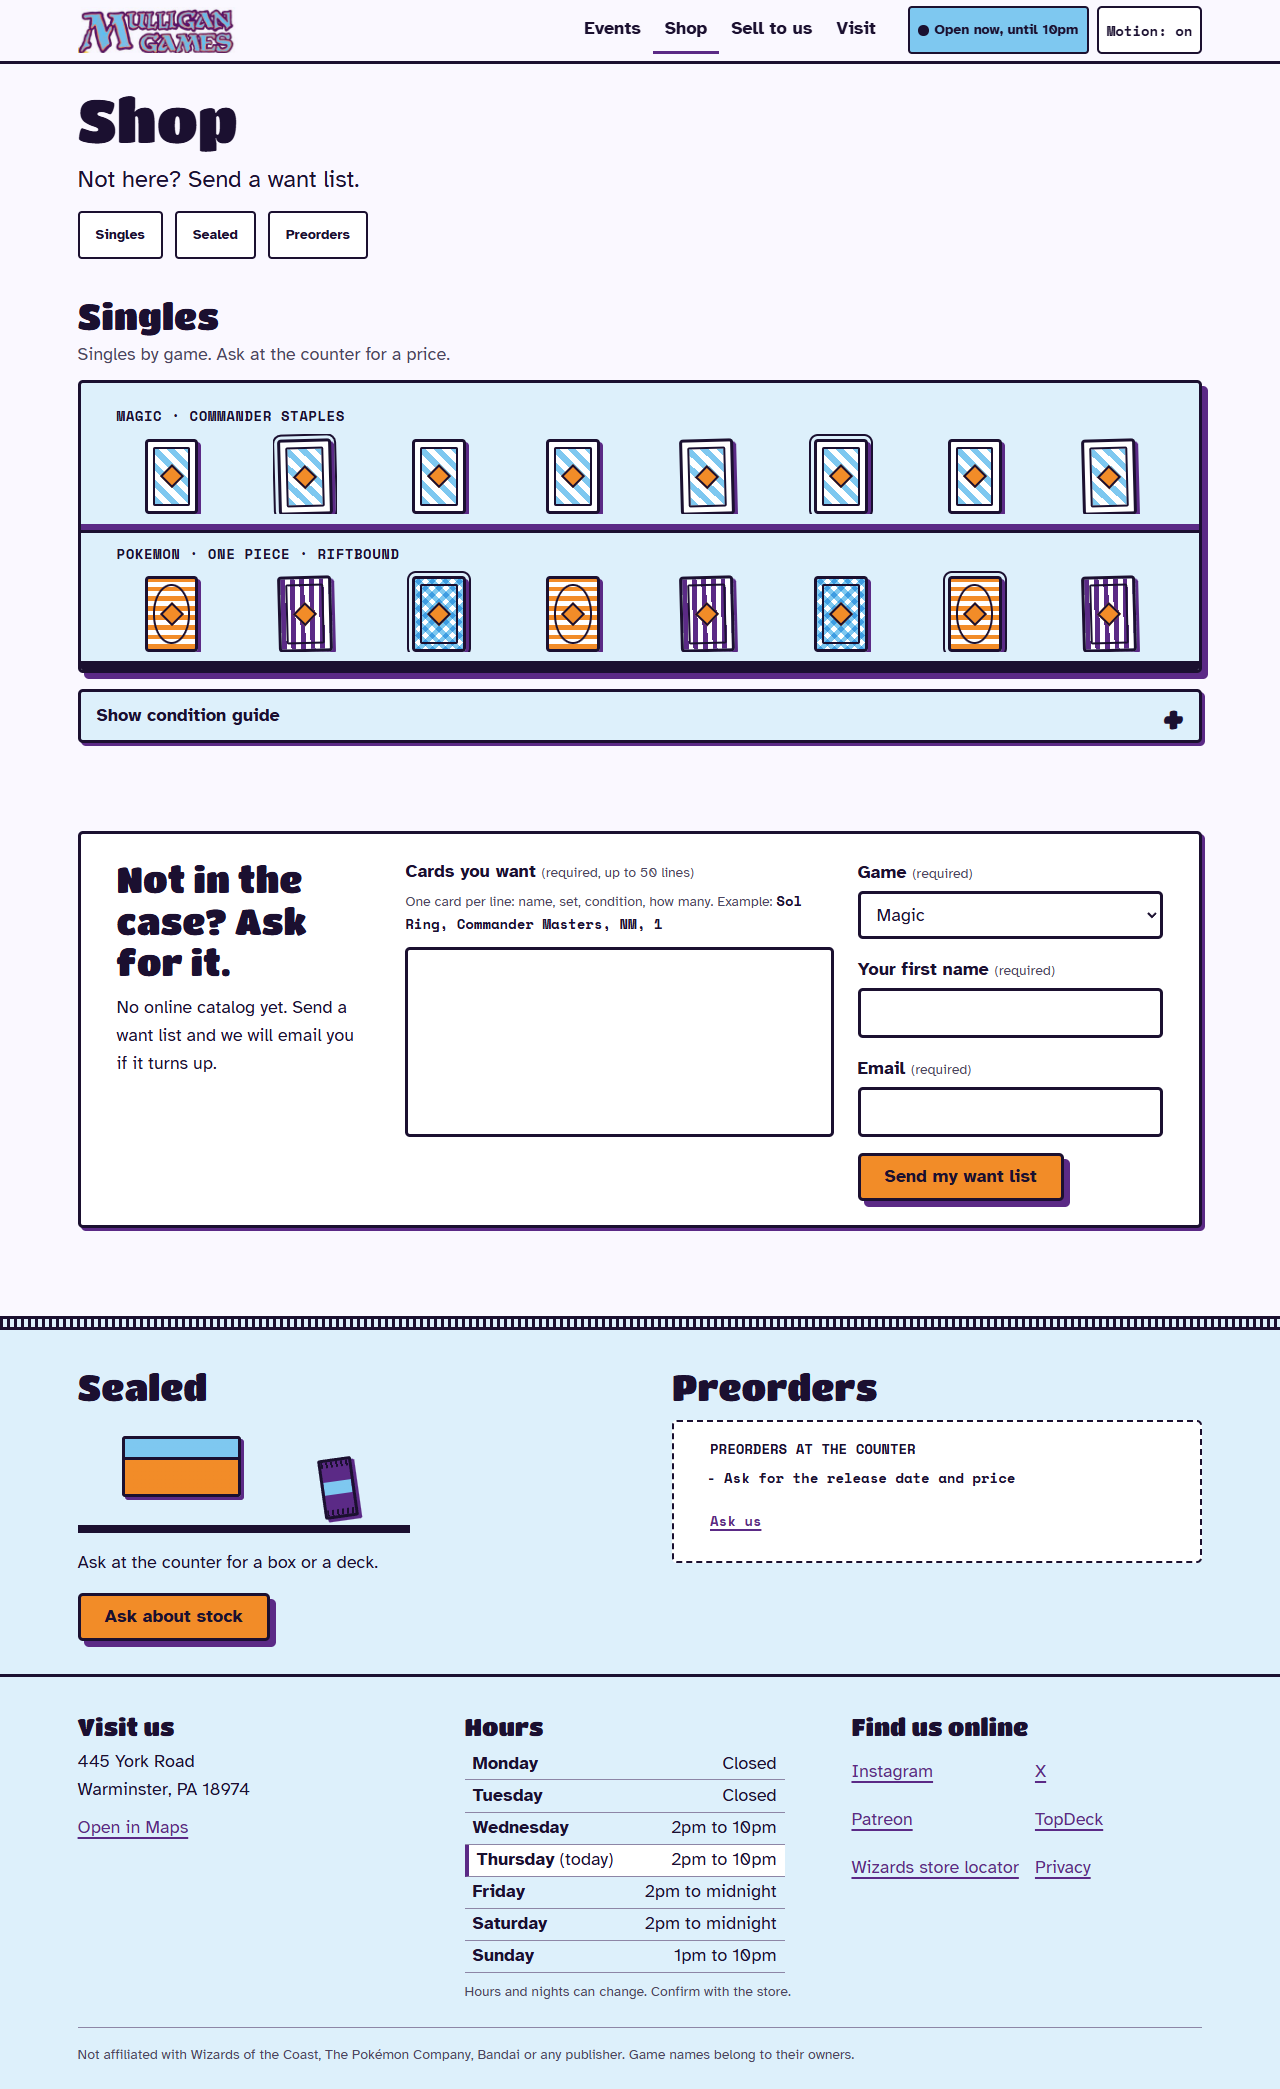 MULLIGAN GAMES
Events
Shop
Sell to us
Visit
Open now, until 10pm
Motion: on
Shop
Not here? Send a want list.
Singles
Sealed
Preorders
Singles
Singles by game. Ask at the counter for a price.
MAGIC · COMMANDER STAPLES
POKEMON · ONE PIECE · RIFTBOUND
Show condition guide
Not in the
case? Ask
for it.
No online catalog yet. Send a
want list and we will email you
if it turns up.
Cards you want (required, up to 50 lines)
One card per line: name, set, condition, how many. Example: Sol
Ring, Commander Masters, NM, 1
Game (required)
Magic
Your first name (required)
Email (required)
Send my want list
Sealed
Ask at the counter for a box or a deck.
Ask about stock
Preorders
PREORDERS AT THE COUNTER
- Ask for the release date and price
Ask us
Visit us
445 York Road
Warminster, PA 18974
Open in Maps
Hours
Monday Closed
Tuesday Closed
Wednesday 2pm to 10pm
Thursday (today) 2pm to 10pm
Friday 2pm to midnight
Saturday 2pm to midnight
Sunday 1pm to 10pm
Hours and nights can change. Confirm with the store.
Find us online
Instagram X
Patreon TopDeck
Wizards store locator Privacy
Not affiliated with Wizards of the Coast, The Pokémon Company, Bandai or any publisher. Game names belong to their owners.